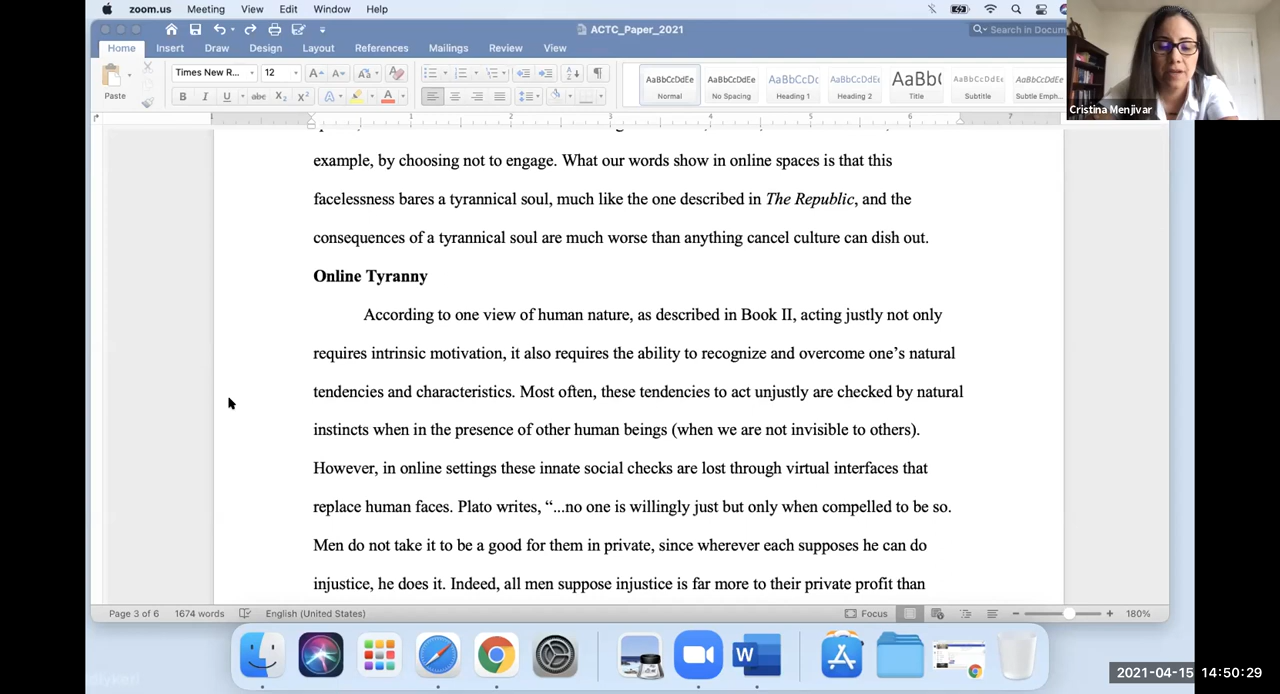 zoom.us Meeting View Edit Window Help
ACTC_Paper_2021
Search in Docum
Home Insert Draw Design Layout References Mailings Review View
Cristina Menjivar
Paste
Times New R... 12
AaBbCcDdEe AaBbCcDdEe AaBbCcDc AaBbCcDdEe AaBb( AaBbCcDdEe AaBbCcDdEe
Normal No Spacing Heading 1 Heading 2 Title Subtitle Subtle Emph...
1 1 2 3 4 5 6 7
example, by choosing not to engage. What our words show in online spaces is that this
facelessness bares a tyrannical soul, much like the one described in The Republic, and the
consequences of a tyrannical soul are much worse than anything cancel culture can dish out.
Online Tyranny
According to one view of human nature, as described in Book II, acting justly not only
requires intrinsic motivation, it also requires the ability to recognize and overcome one’s natural
tendencies and characteristics. Most often, these tendencies to act unjustly are checked by natural
instincts when in the presence of other human beings (when we are not invisible to others).
However, in online settings these innate social checks are lost through virtual interfaces that
replace human faces. Plato writes, “...no one is willingly just but only when compelled to be so.
Men do not take it to be a good for them in private, since wherever each supposes he can do
injustice, he does it. Indeed, all men suppose injustice is far more to their private profit than
Page 3 of 6 1674 words English (United States) Focus 180%
2021-04-15 14:50:29